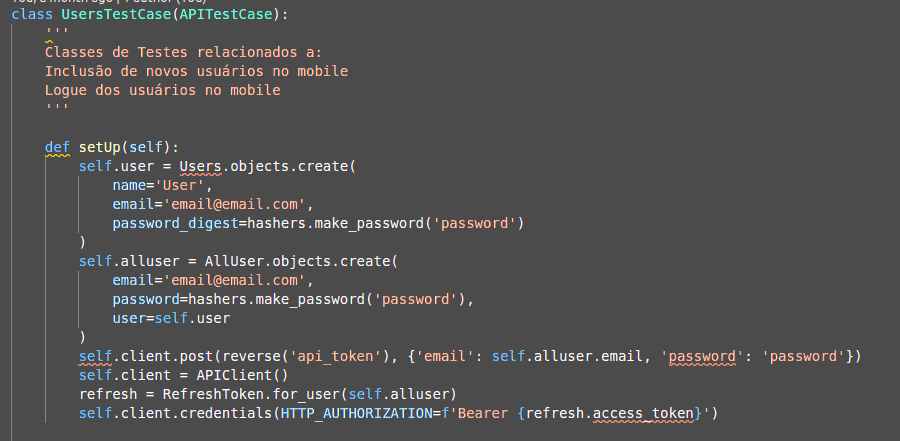 class UsersTestCase(APITestCase):
    '''
    Classes de Testes relacionados a:
    Inclusão de novos usuários no mobile
    Logue dos usuários no mobile
    '''
    def setUp(self):
        self.user = Users.objects.create(
            name='User',
            email='email@email.com',
            password_digest=hashers.make_password('password')
        )
        self.alluser = AllUser.objects.create(
            email='email@email.com',
            password=hashers.make_password('password'),
            user=self.user
        )
        self.client.post(reverse('api_token'), {'email': self.alluser.email, 'password': 'password'})
        self.client = APIClient()
        refresh = RefreshToken.for_user(self.alluser)
        self.client.credentials(HTTP_AUTHORIZATION=f'Bearer {refresh.access_token}')